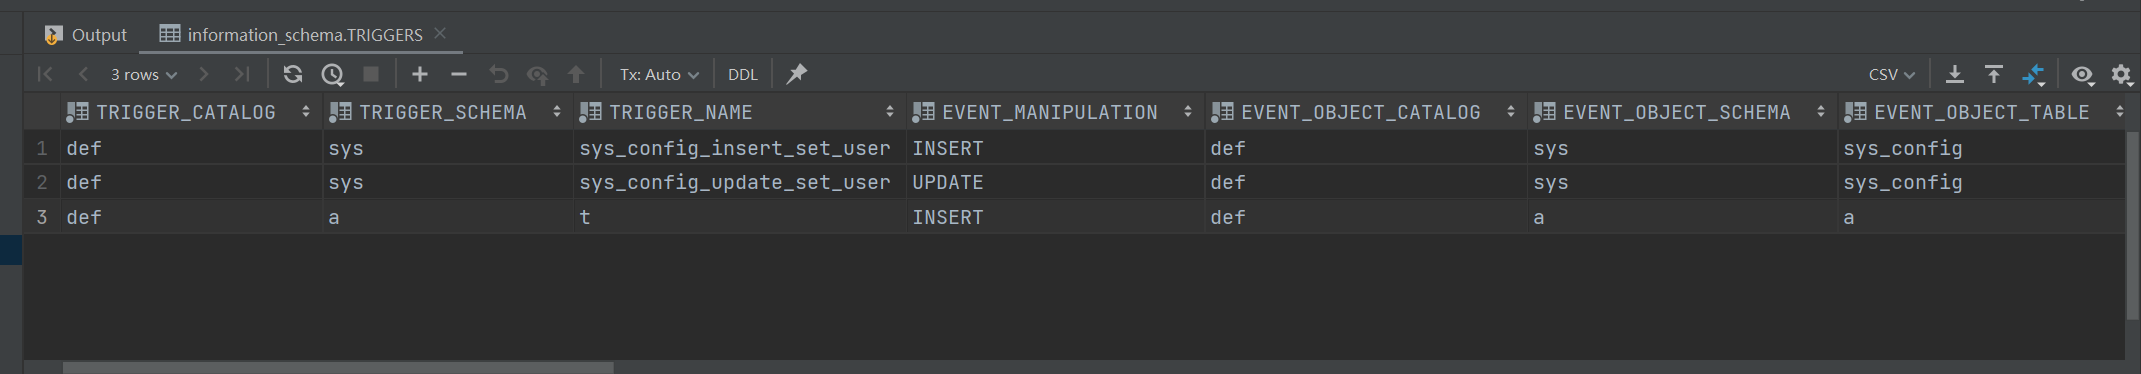 Output information_schema.TRIGGERS
3 rows Tx: Auto DDL CSV
TRIGGER_CATALOG TRIGGER_SCHEMA TRIGGER_NAME EVENT_MANIPULATION EVENT_OBJECT_CATALOG EVENT_OBJECT_SCHEMA EVENT_OBJECT_TABLE
1 def sys sys_config_insert_set_user INSERT def sys sys_config
2 def sys sys_config_update_set_user UPDATE def sys sys_config
3 def a t INSERT def a a